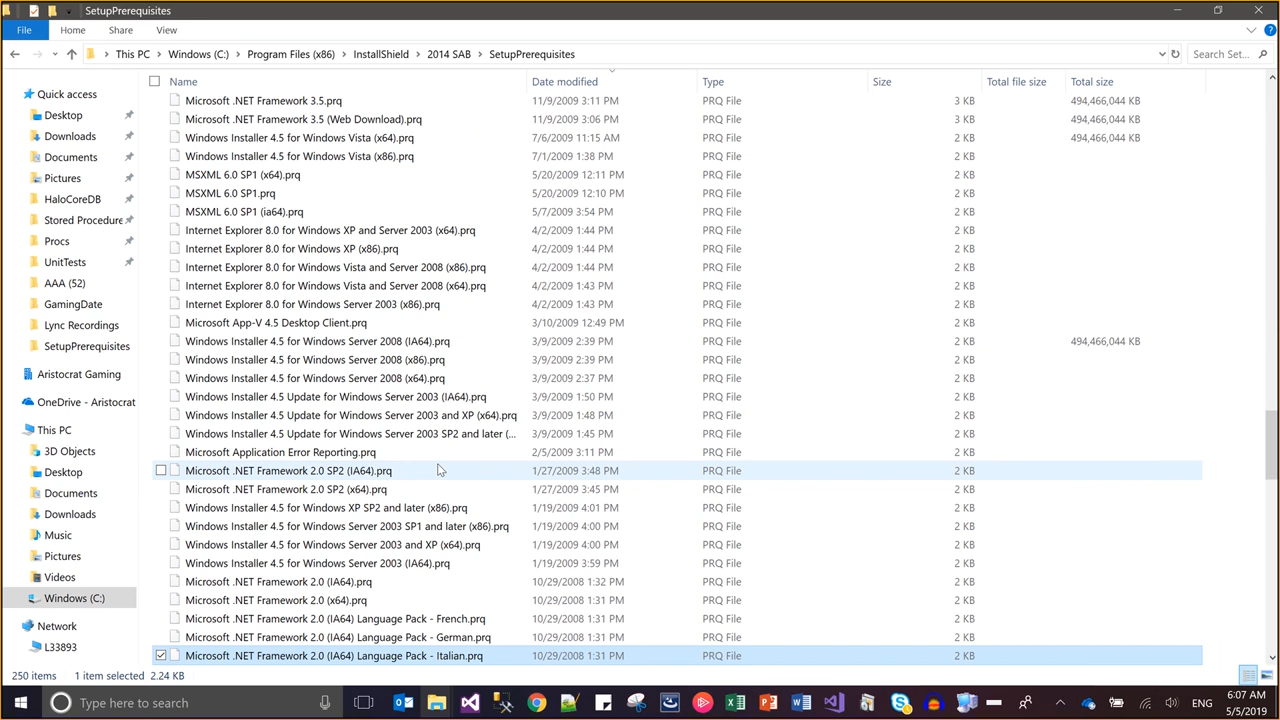 SetupPrerequisites
File Home Share View
This PC Windows (C:) Program Files (x86) InstallShield 2014 SAB SetupPrerequisites Search Set...
Name Date modified Type Size Total file size Total size
Quick access
Desktop
Downloads
Documents
Pictures
HaloCoreDB
Stored Procedure
Procs
UnitTests
AAA (52)
GamingDate
Lync Recordings
SetupPrerequisites
Aristocrat Gaming
OneDrive - Aristocrat
This PC
3D Objects
Desktop
Documents
Downloads
Music
Pictures
Videos
Windows (C:)
Network
L33893
Microsoft .NET Framework 3.5.prq 11/9/2009 3:11 PM PRQ File 3 KB 494,466,044 KB
Microsoft .NET Framework 3.5 (Web Download).prq 11/9/2009 3:06 PM PRQ File 3 KB 494,466,044 KB
Windows Installer 4.5 for Windows Vista (x64).prq 7/6/2009 11:15 AM PRQ File 2 KB 494,466,044 KB
Windows Installer 4.5 for Windows Vista (x86).prq 7/1/2009 1:38 PM PRQ File 2 KB
MSXML 6.0 SP1 (x64).prq 5/20/2009 12:11 PM PRQ File 2 KB
MSXML 6.0 SP1.prq 5/20/2009 12:10 PM PRQ File 2 KB
MSXML 6.0 SP1 (ia64).prq 5/7/2009 3:54 PM PRQ File 2 KB
Internet Explorer 8.0 for Windows XP and Server 2003 (x64).prq 4/2/2009 1:44 PM PRQ File 2 KB
Internet Explorer 8.0 for Windows XP (x86).prq 4/2/2009 1:44 PM PRQ File 2 KB
Internet Explorer 8.0 for Windows Vista and Server 2008 (x86).prq 4/2/2009 1:44 PM PRQ File 2 KB
Internet Explorer 8.0 for Windows Vista and Server 2008 (x64).prq 4/2/2009 1:43 PM PRQ File 2 KB
Internet Explorer 8.0 for Windows Server 2003 (x86).prq 4/2/2009 1:43 PM PRQ File 2 KB
Microsoft App-V 4.5 Desktop Client.prq 3/10/2009 12:49 PM PRQ File 2 KB
Windows Installer 4.5 for Windows Server 2008 (IA64).prq 3/9/2009 2:39 PM PRQ File 2 KB 494,466,044 KB
Windows Installer 4.5 for Windows Server 2008 (x86).prq 3/9/2009 2:39 PM PRQ File 2 KB
Windows Installer 4.5 for Windows Server 2008 (x64).prq 3/9/2009 2:37 PM PRQ File 2 KB
Windows Installer 4.5 Update for Windows Server 2003 (IA64).prq 3/9/2009 1:50 PM PRQ File 2 KB
Windows Installer 4.5 Update for Windows Server 2003 and XP (x64).prq 3/9/2009 1:48 PM PRQ File 2 KB
Windows Installer 4.5 Update for Windows Server 2003 SP2 and later (... 3/9/2009 1:45 PM PRQ File 2 KB
Microsoft Application Error Reporting.prq 2/5/2009 3:11 PM PRQ File 2 KB
Microsoft .NET Framework 2.0 SP2 (IA64).prq 1/27/2009 3:48 PM PRQ File 2 KB
Microsoft .NET Framework 2.0 SP2 (x64).prq 1/27/2009 3:45 PM PRQ File 2 KB
Windows Installer 4.5 for Windows XP SP2 and later (x86).prq 1/19/2009 4:01 PM PRQ File 2 KB
Windows Installer 4.5 for Windows Server 2003 SP1 and later (x86).prq 1/19/2009 4:00 PM PRQ File 2 KB
Windows Installer 4.5 for Windows Server 2003 and XP (x64).prq 1/19/2009 4:00 PM PRQ File 2 KB
Windows Installer 4.5 for Windows Server 2003 (IA64).prq 1/19/2009 3:59 PM PRQ File 2 KB
Microsoft .NET Framework 2.0 (IA64).prq 10/29/2008 1:32 PM PRQ File 2 KB
Microsoft .NET Framework 2.0 (x64).prq 10/29/2008 1:31 PM PRQ File 2 KB
Microsoft .NET Framework 2.0 (IA64) Language Pack - French.prq 10/29/2008 1:31 PM PRQ File 2 KB
Microsoft .NET Framework 2.0 (IA64) Language Pack - German.prq 10/29/2008 1:31 PM PRQ File 2 KB
Microsoft .NET Framework 2.0 (IA64) Language Pack - Italian.prq 10/29/2008 1:31 PM PRQ File 2 KB
250 items 1 item selected 2.24 KB
Type here to search
ENG
6:07 AM
5/5/2019